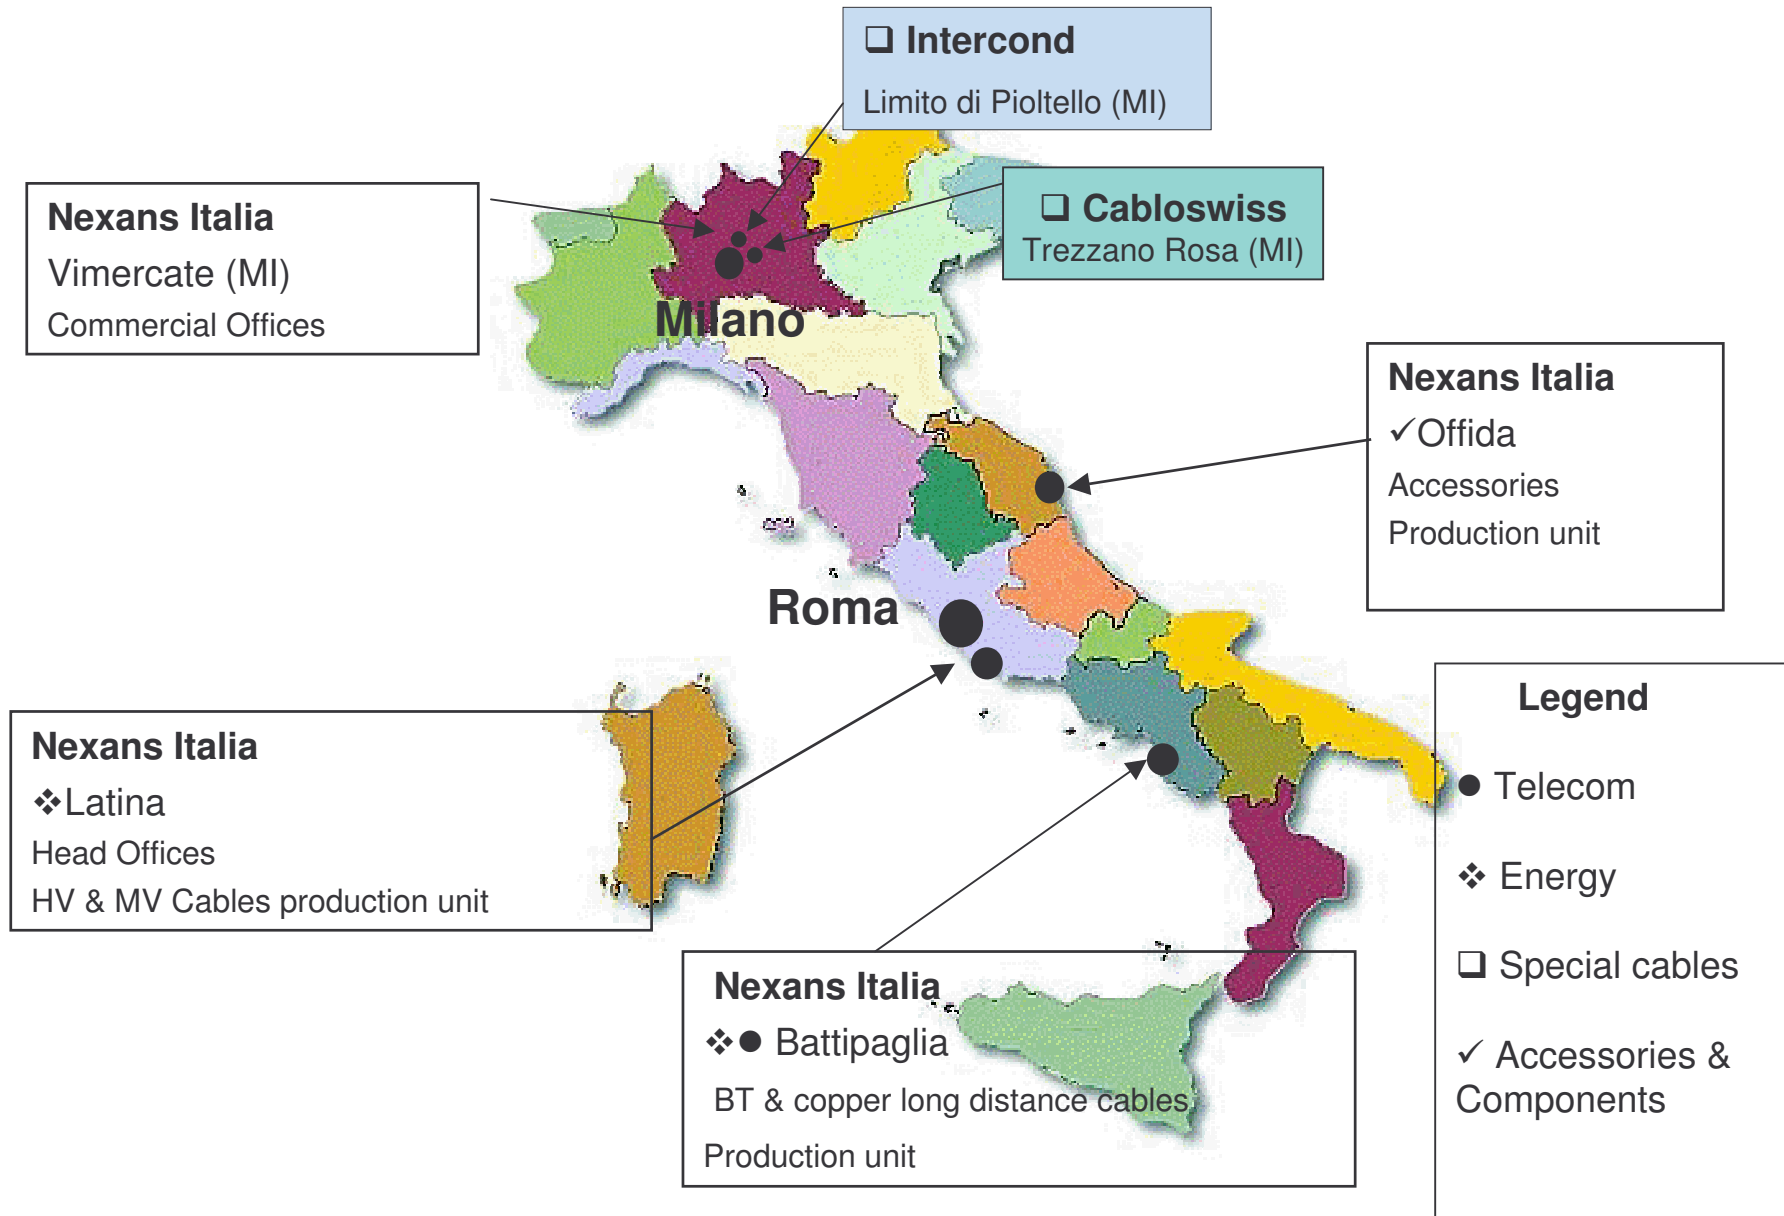 ❑ Intercond
Limito di Pioltello (MI)
Nexans Italia
Vimercate (MI)
Commercial Offices
❑ Cabloswiss
Trezzano Rosa (MI)
Milano
Nexans Italia
✓Offida
Accessories
Production unit
Roma
Nexans Italia
❖Latina
Head Offices
HV & MV Cables production unit
Nexans Italia
❖● Battipaglia
BT & copper long distance cables
Production unit
Legend
● Telecom
❖ Energy
❑ Special cables
✓ Accessories &
Components